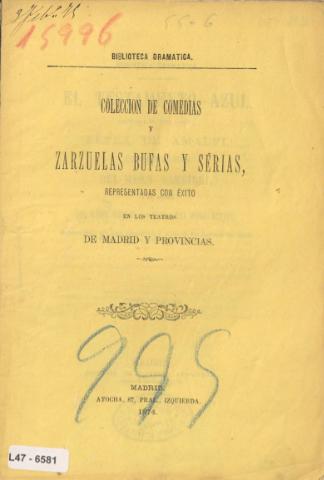 15996
BIBLIOTECA DRAMATICA.
COLECCION DE COMEDIAS
Y
ZARZUELAS BUFAS Y SÉRIAS,
REPRESENTADAS CON ÉXITO
EN LOS TEATROS
DE MADRID Y PROVINCIAS.
995
MADRID.
ATOCHA, 87, PRAL. IZQUIERDA.
1874.
L47 - 6581